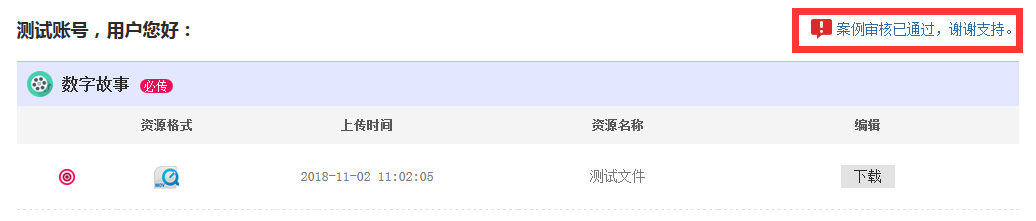 测试账号，用户您好：
案例审核已通过，谢谢支持。
数字故事 必传
资源格式 上传时间 资源名称 编辑
MOV 2018-11-02 11:02:05 测试文件 下载